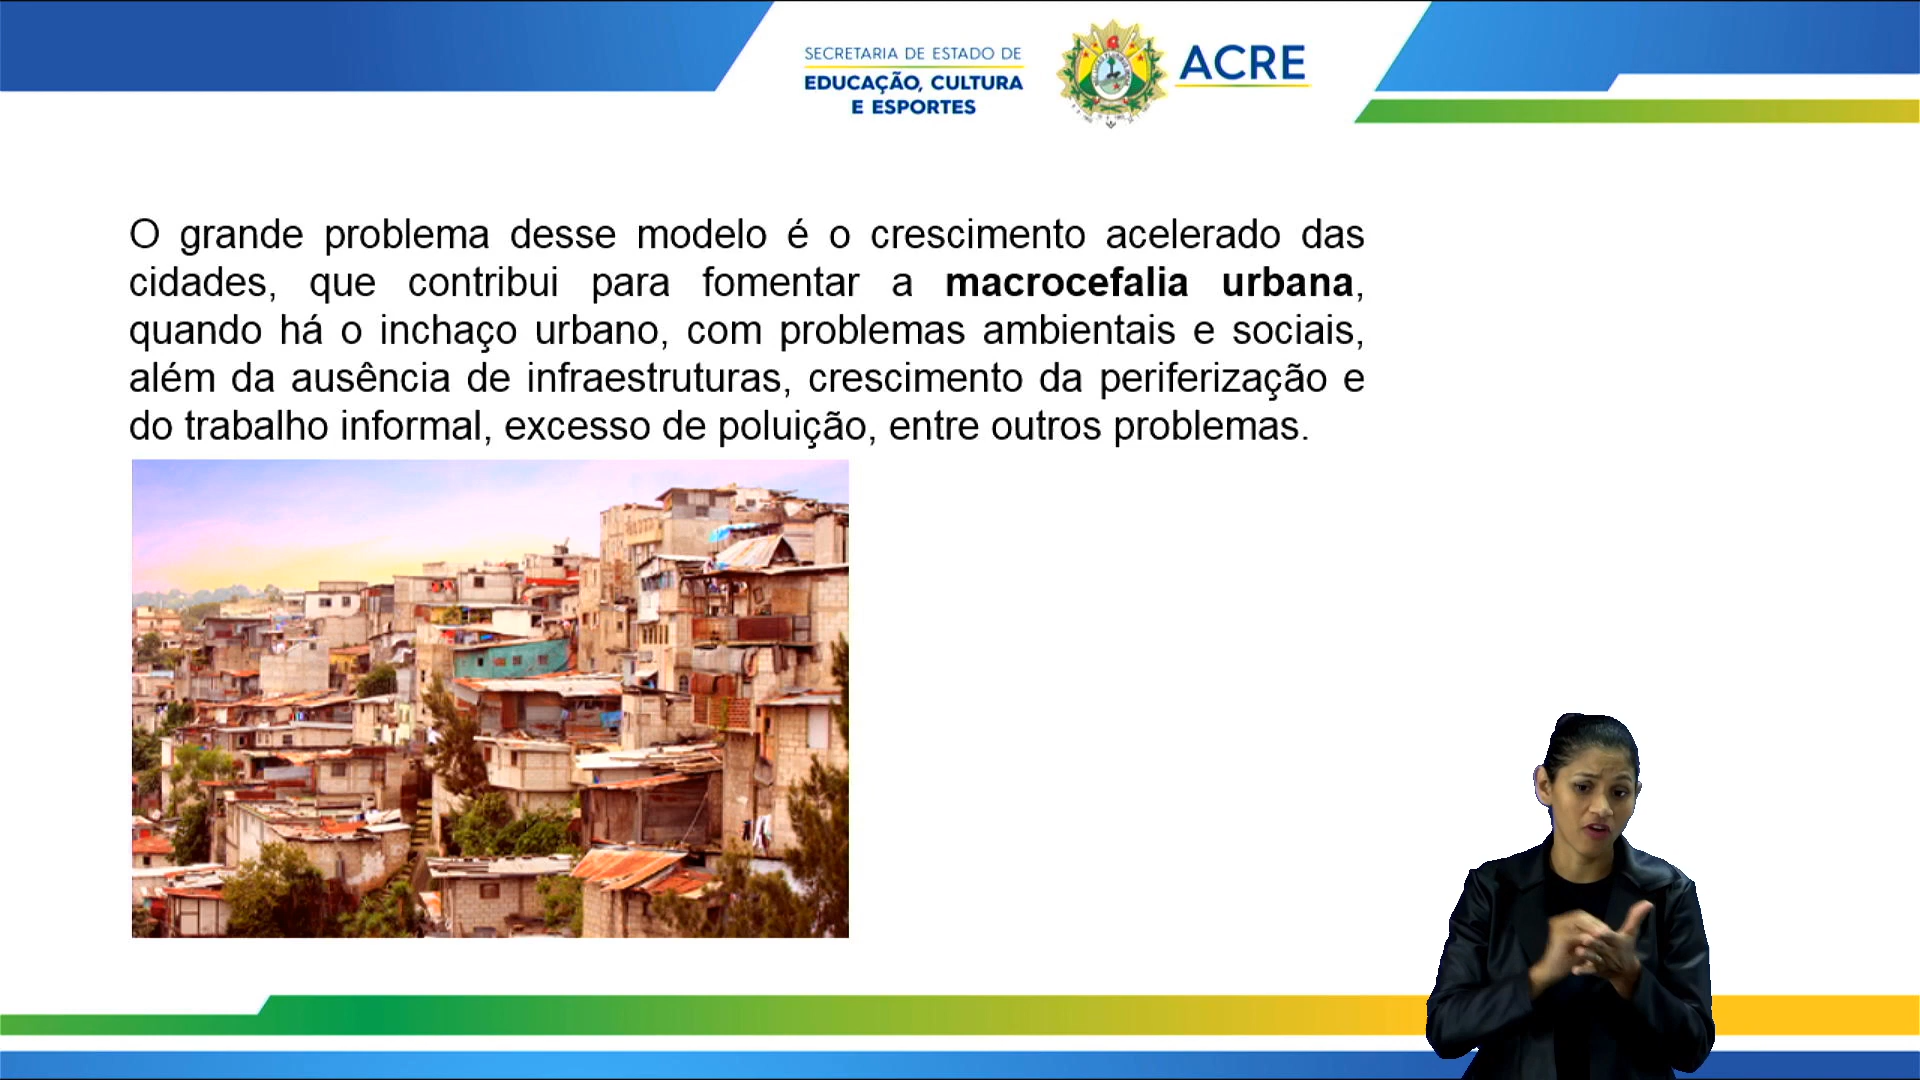 SECRETARIA DE ESTADO DE
EDUCAÇÃO, CULTURA
E ESPORTES
ACRE
O grande problema desse modelo é o crescimento acelerado das
cidades, que contribui para fomentar a macrocefalia urbana,
quando há o inchaço urbano, com problemas ambientais e sociais,
além da ausência de infraestruturas, crescimento da periferização e
do trabalho informal, excesso de poluição, entre outros problemas.